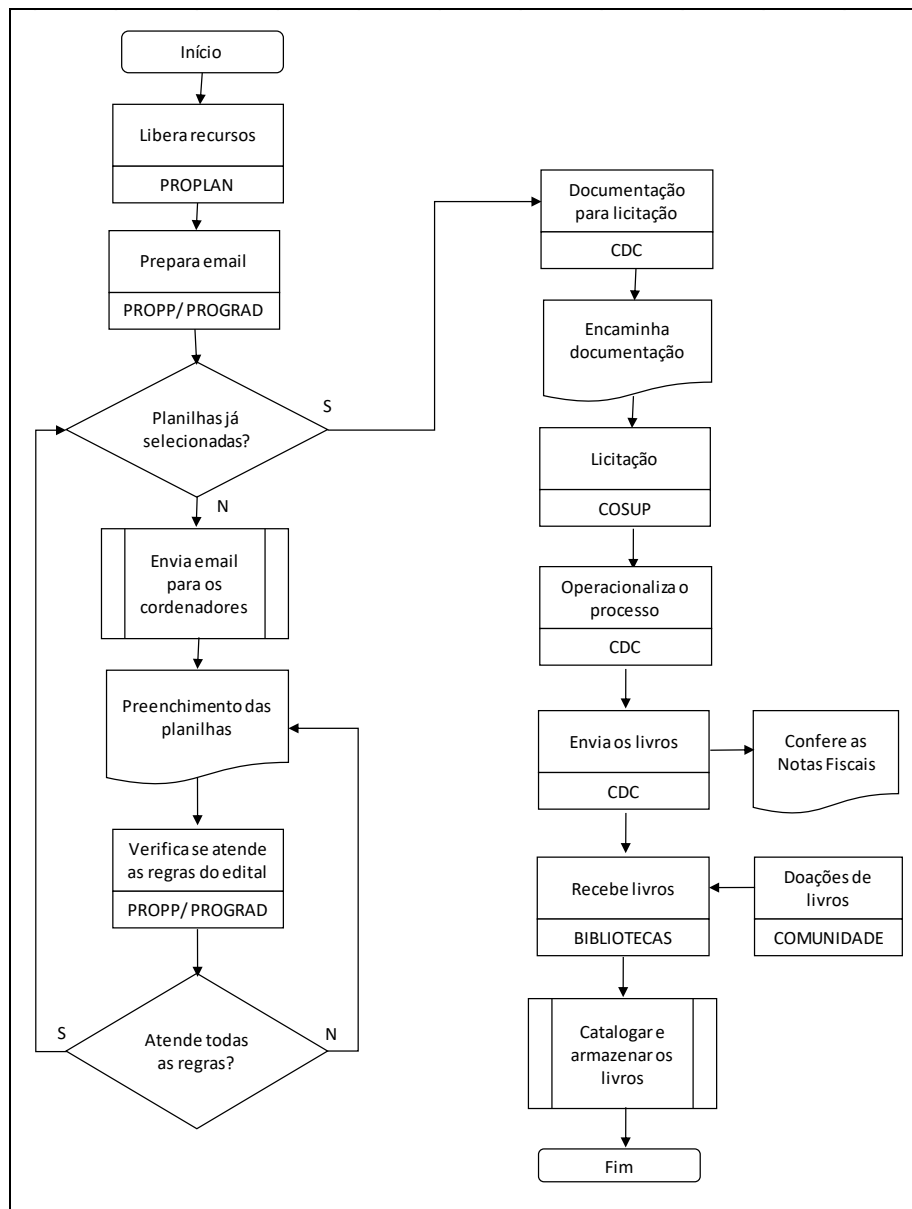 Início
Libera recursos
PROPLAN
Prepara email
PROPP/ PROGRAD
Planilhas já
selecionadas?
S
N
Envia email
para os
cordenadores
Preenchimento das
planilhas
Verifica se atende
as regras do edital
PROPP/ PROGRAD
Atende todas
as regras?
S
N
Documentação
para licitação
CDC
Encaminha
documentação
Licitação
COSUP
Operacionaliza o
processo
CDC
Envia os livros
CDC
Confere as
Notas Fiscais
Recebe livros
BIBLIOTECAS
Doações de
livros
COMUNIDADE
Catalogar e
armazenar os
livros
Fim